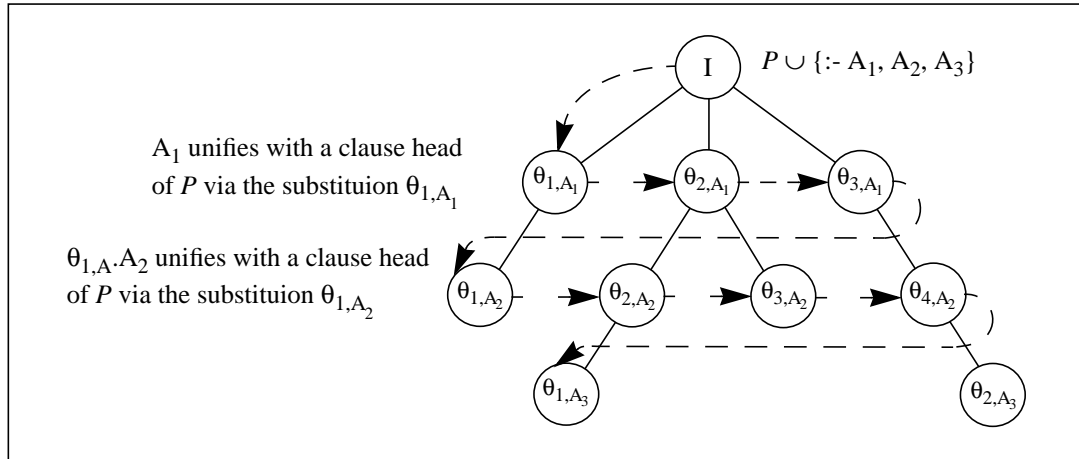 I
P ∪ {:- A₁, A₂, A₃}
A₁ unifies with a clause head
of P via the substituion θ₁,A₁
θ₁,A₁
θ₂,A₁
θ₃,A₁
θ₁,A.A₂ unifies with a clause head
of P via the substituion θ₁,A₂
θ₁,A₂
θ₂,A₂
θ₃,A₂
θ₄,A₂
θ₁,A₃
θ₂,A₃